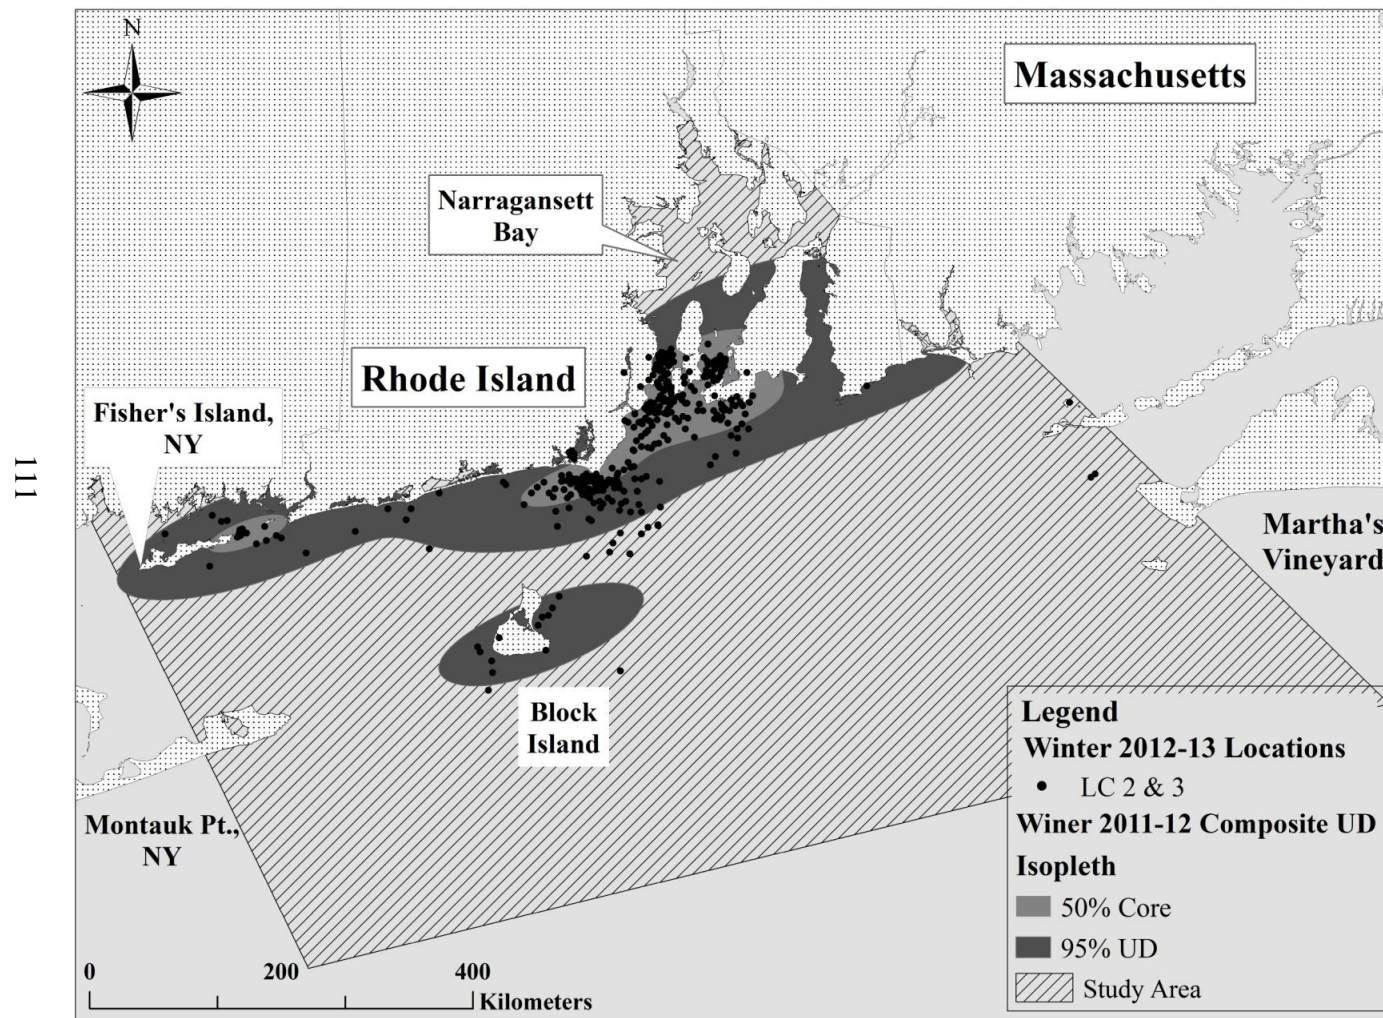 N
Massachusetts
Narragansett
Bay
Rhode Island
Fisher's Island,
NY
111
Martha's
Vineyard
Block
Island
Montauk Pt.,
NY
Legend
Winter 2012-13 Locations
LC 2 & 3
Winer 2011-12 Composite UD
Isopleth
50% Core
95% UD
Study Area
0 200 400
Kilometers